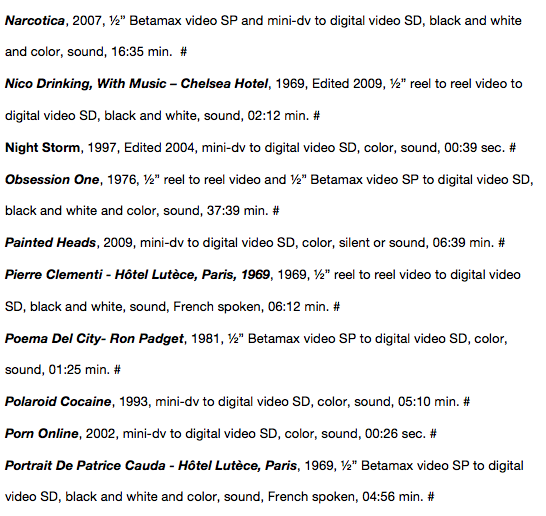 Narcotica, 2007, ½” Betamax video SP and mini-dv to digital video SD, black and white
and color, sound, 16:35 min.  #
Nico Drinking, With Music – Chelsea Hotel, 1969, Edited 2009, ½” reel to reel video to
digital video SD, black and white, sound, 02:12 min. #
Night Storm, 1997, Edited 2004, mini-dv to digital video SD, color, sound, 00:39 sec. #
Obsession One, 1976, ½” reel to reel video and ½” Betamax video SP to digital video SD,
black and white and color, sound, 37:39 min. #
Painted Heads, 2009, mini-dv to digital video SD, color, silent or sound, 06:39 min. #
Pierre Clementi - Hôtel Lutèce, Paris, 1969, 1969, ½” reel to reel video to digital video
SD, black and white, sound, French spoken, 06:12 min. #
Poema Del City- Ron Padget, 1981, ½” Betamax video SP to digital video SD, color,
sound, 01:25 min. #
Polaroid Cocaine, 1993, mini-dv to digital video SD, color, sound, 05:10 min. #
Porn Online, 2002, mini-dv to digital video SD, color, sound, 00:26 sec. #
Portrait De Patrice Cauda - Hôtel Lutèce, Paris, 1969, ½” Betamax video SP to digital
video SD, black and white and color, sound, French spoken, 04:56 min. #